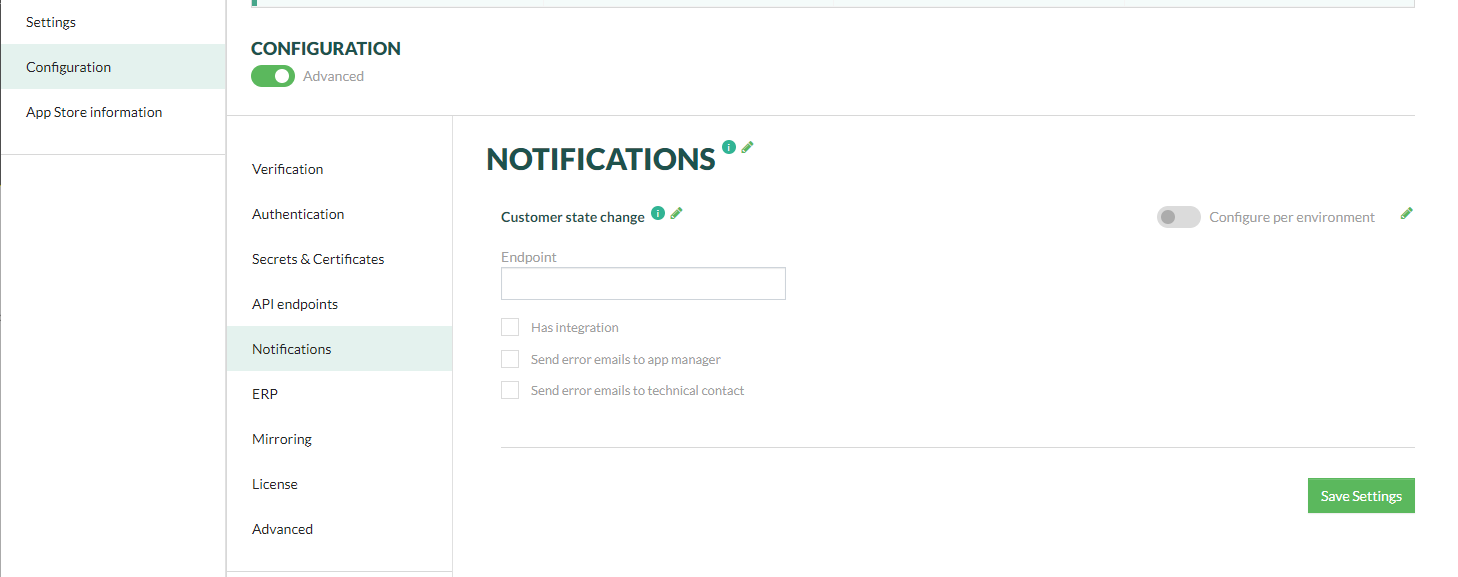 Settings
Configuration
App Store information
CONFIGURATION
Advanced
Verification
Authentication
Secrets & Certificates
API endpoints
Notifications
ERP
Mirroring
License
Advanced
NOTIFICATIONS
Customer state change
Configure per environment
Endpoint
Has integration
Send error emails to app manager
Send error emails to technical contact
Save Settings